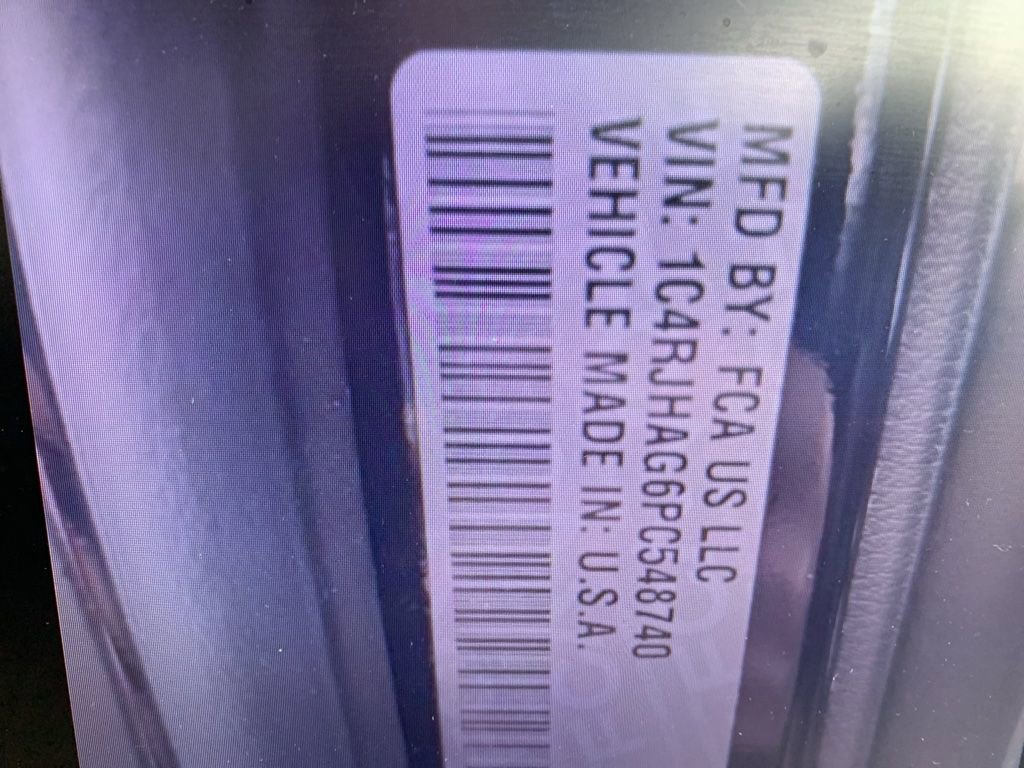 MFD BY: FCA US LLC
VIN: 1C4RJHAG6PC548740
VEHICLE MADE IN: U.S.A.